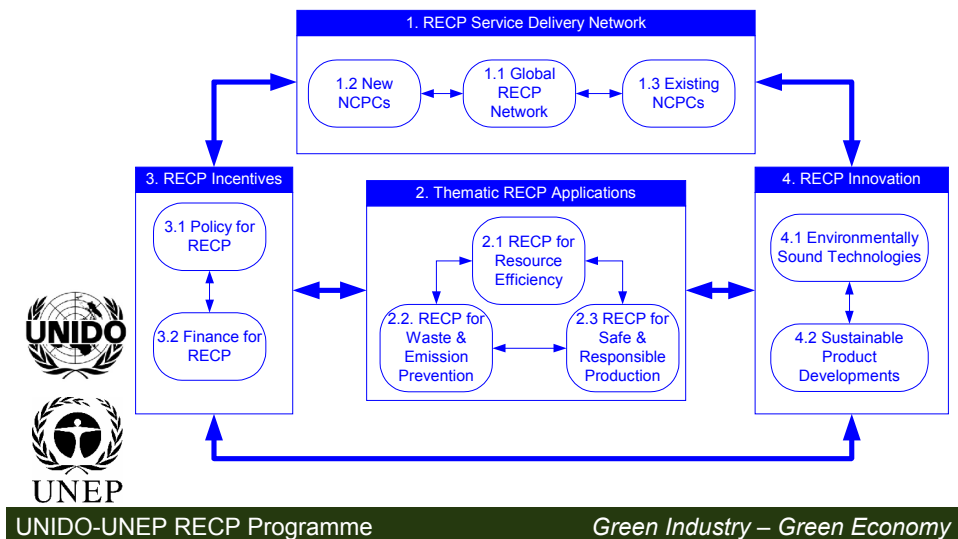 1. RECP Service Delivery Network
1.2 New
NCPCs
1.1 Global
RECP
Network
1.3 Existing
NCPCs
3. RECP Incentives
3.1 Policy for
RECP
3.2 Finance for
RECP
2. Thematic RECP Applications
2.1 RECP for
Resource
Efficiency
2.2. RECP for
Waste &
Emission
Prevention
2.3 RECP for
Safe &
Responsible
Production
4. RECP Innovation
4.1 Environmentally
Sound Technologies
4.2 Sustainable
Product
Developments
UNIDO
UNEP
UNIDO-UNEP RECP Programme
Green Industry – Green Economy